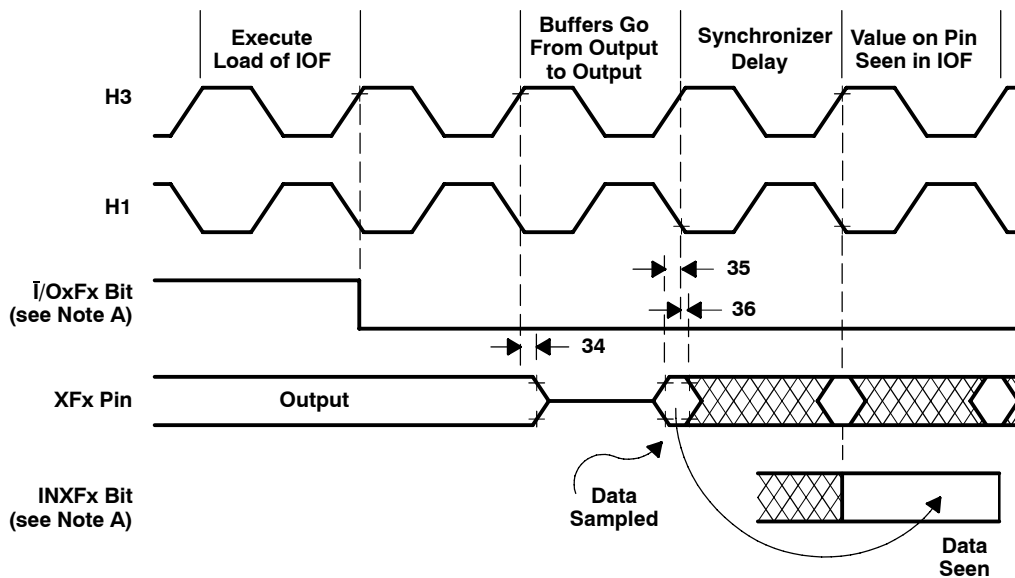 Execute
Load of IOF
Buffers Go
From Output
to Output
Synchronizer
Delay
Value on Pin
Seen in IOF
H3
H1
Ī/OxFx Bit
(see Note A)
35
36
34
XFx Pin
Output
INXFx Bit
(see Note A)
Data
Sampled
Data
Seen